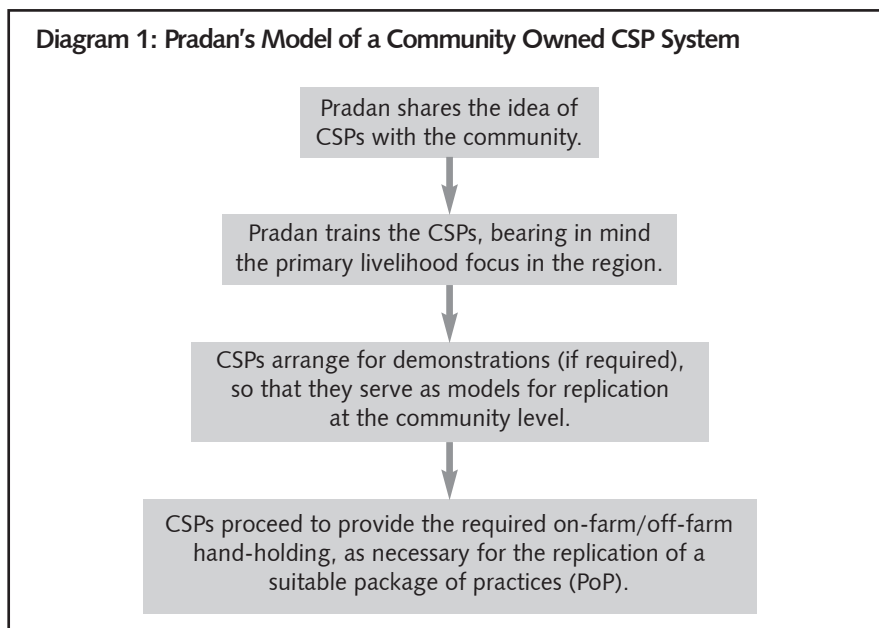 Diagram 1: Pradan's Model of a Community Owned CSP System
Pradan shares the idea of
CSPs with the community.
Pradan trains the CSPs, bearing in mind
the primary livelihood focus in the region.
CSPs arrange for demonstrations (if required),
so that they serve as models for replication
at the community level.
CSPs proceed to provide the required on-farm/off-farm
hand-holding, as necessary for the replication of a
suitable package of practices (PoP).